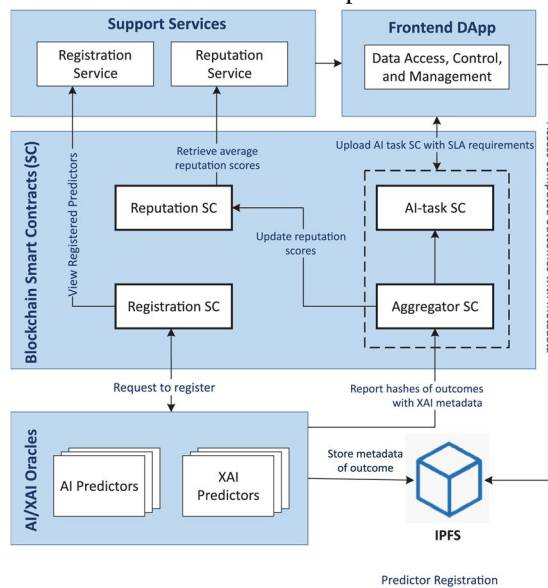 Support Services
Frontend DApp
Registration
Service
Reputation
Service
Data Access, Control,
and Management
Blockchain Smart Contracts (SC)
View Registered Predictors
Retrieve average
reputation scores
Upload AI task SC with SLA requirements
Reputation SC
AI-task SC
Update reputation
scores
Registration SC
Aggregator SC
Request to register
Report hashes of outcomes
with XAI metadata
AI/XAI Oracles
AI Predictors
XAI
Predictors
Store metadata
of outcome
IPFS
Predictor Registration